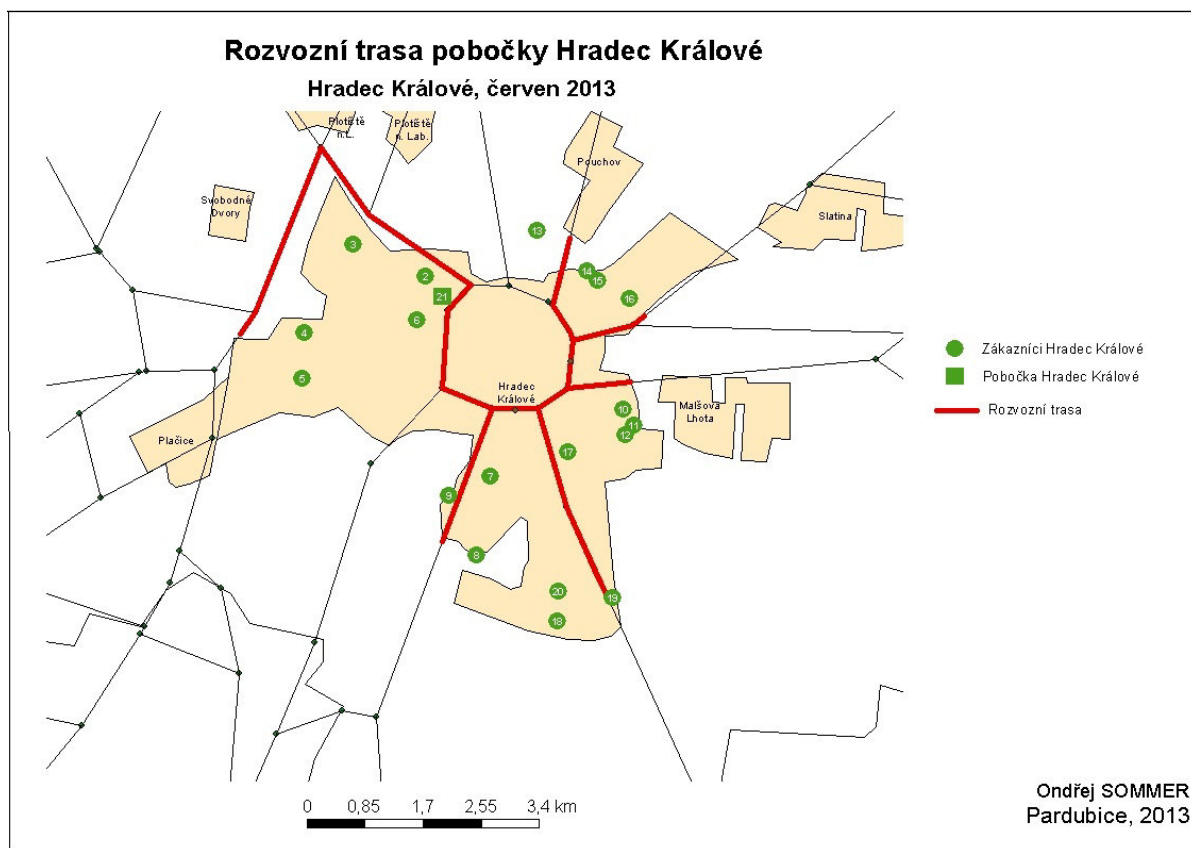 Rozvozní trasa pobočky Hradec Králové
Hradec Králové, červen 2013
Plotiště
n.L.
Plotiště
n. Lab.
Pouchov
Svobodné
Dvory
Slatina
13
3
14
15
2
21
16
6
4
Zákazníci Hradec Králové
5
Pobočka Hradec Králové
Hradec
Králové
10
Malšova
Lhota
Rozvozní trasa
11
12
Plačice
17
7
9
8
20
19
18
0 0,85 1,7 2,55 3,4 km
Ondřej SOMMER
Pardubice, 2013